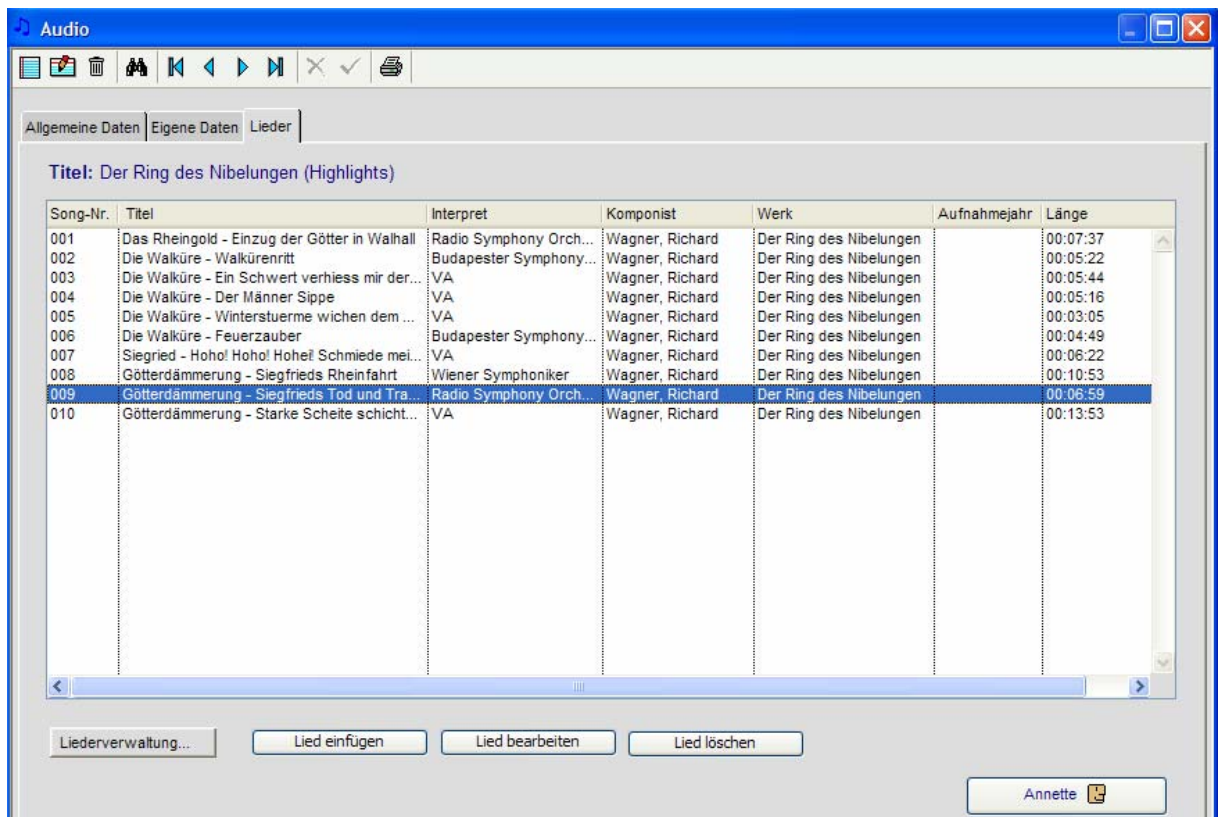 Audio
Allgemeine Daten Eigene Daten Lieder
Titel: Der Ring des Nibelungen (Highlights)
Song-Nr. Titel Interpret Komponist Werk Aufnahmejahr Länge
001 Das Rheingold - Einzug der Götter in Walhall Radio Symphony Orch... Wagner, Richard Der Ring des Nibelungen 00:07:37
002 Die Walküre - Walkürenritt Budapester Symphony... Wagner, Richard Der Ring des Nibelungen 00:05:22
003 Die Walküre - Ein Schwert verhiess mir der... VA Wagner, Richard Der Ring des Nibelungen 00:05:44
004 Die Walküre - Der Männer Sippe VA Wagner, Richard Der Ring des Nibelungen 00:05:16
005 Die Walküre - Winterstuerme wichen dem ... VA Wagner, Richard Der Ring des Nibelungen 00:03:05
006 Die Walküre - Feuerzauber Budapester Symphony... Wagner, Richard Der Ring des Nibelungen 00:04:49
007 Siegried - Hoho! Hoho! Hohei! Schmiede mei... VA Wagner, Richard Der Ring des Nibelungen 00:06:22
008 Götterdämmerung - Siegfrieds Rheinfahrt Wiener Symphoniker Wagner, Richard Der Ring des Nibelungen 00:10:53
009 Götterdämmerung - Siegfrieds Tod und Tra... Radio Symphony Orch... Wagner, Richard Der Ring des Nibelungen 00:06:59
010 Götterdämmerung - Starke Scheite schicht... VA Wagner, Richard Der Ring des Nibelungen 00:13:53
Liederverwaltung... Lied einfügen Lied bearbeiten Lied löschen
Annette